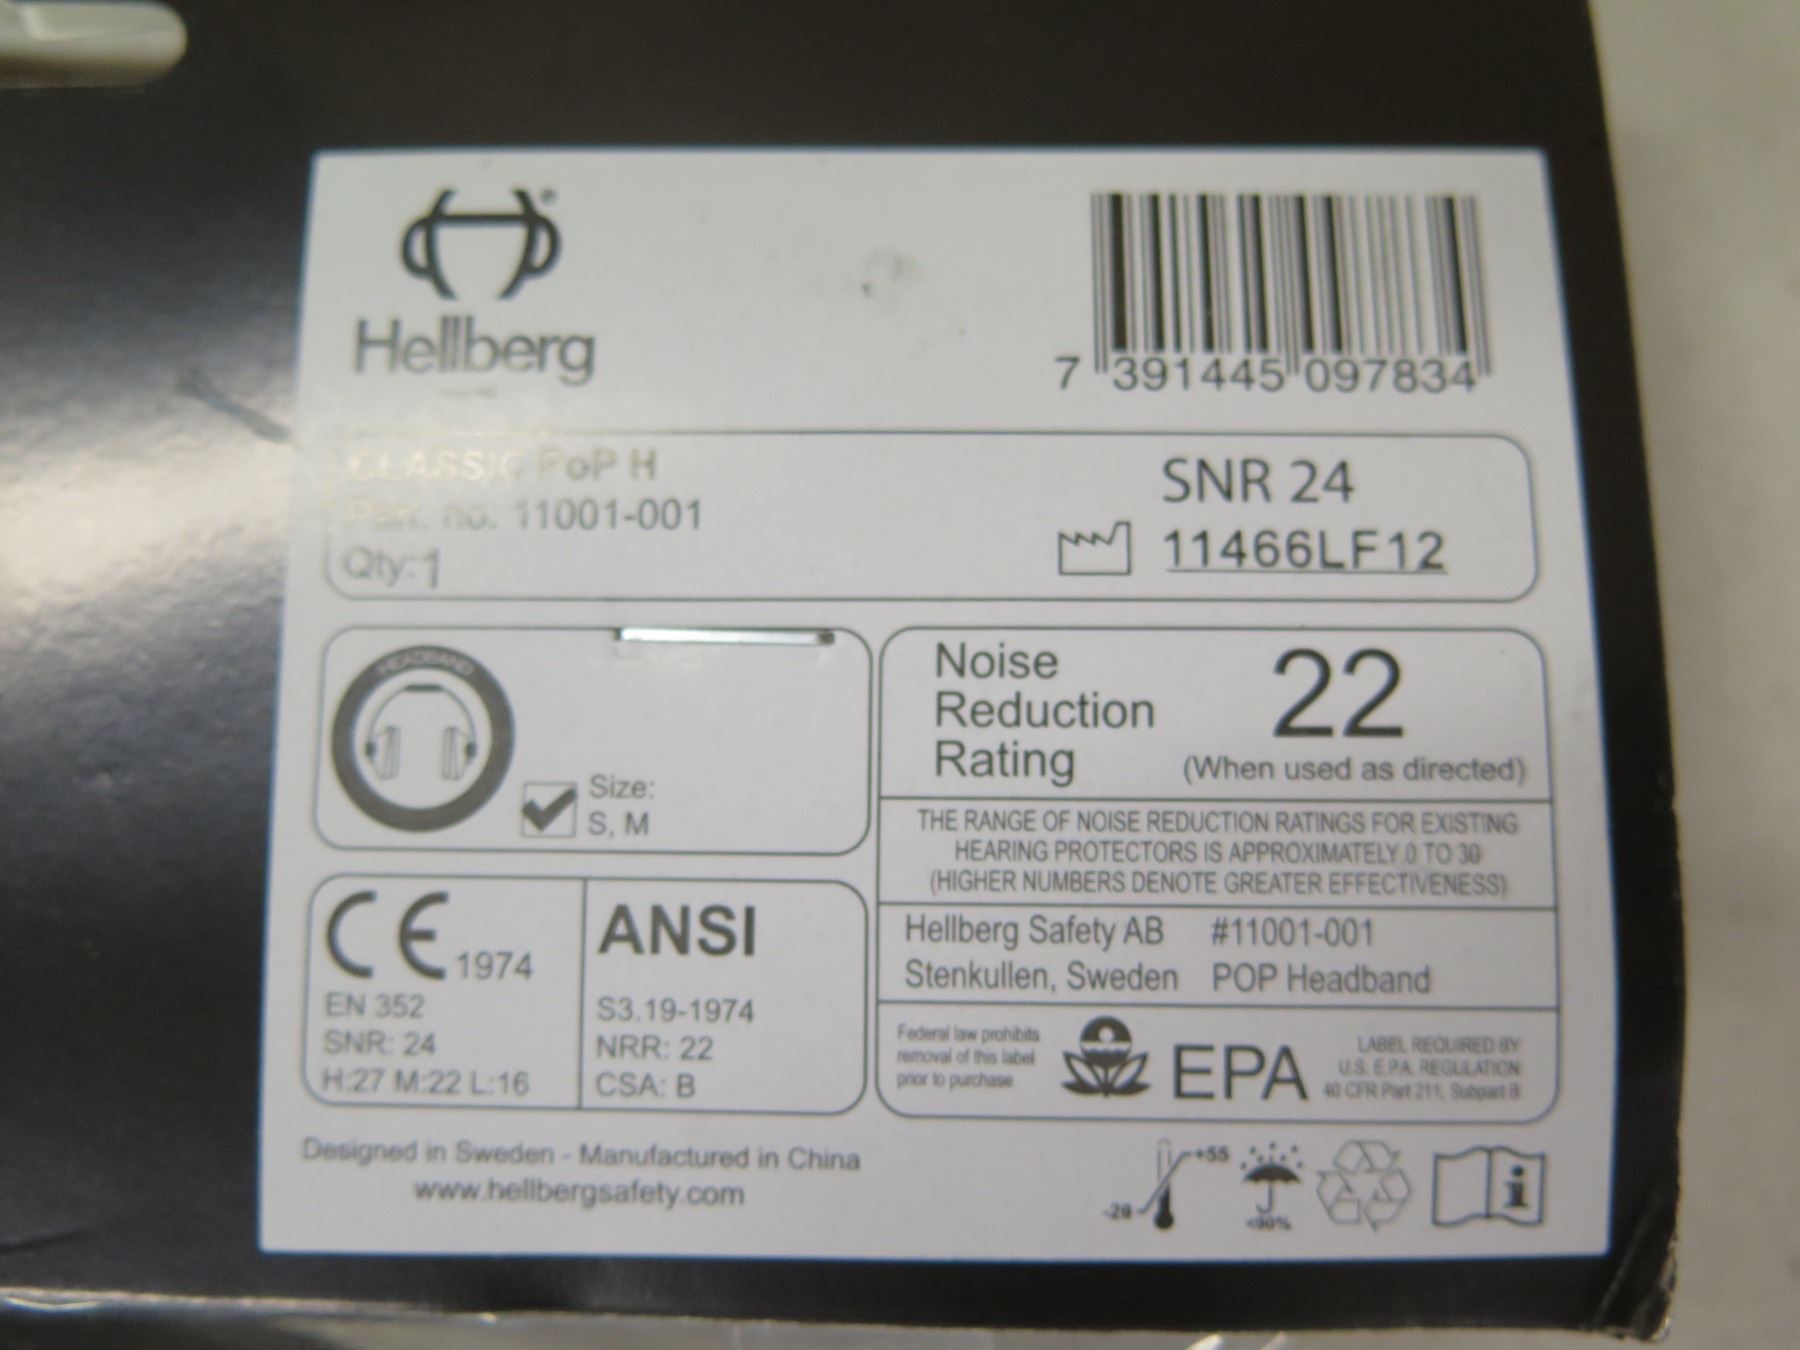 Hellberg
7 391445 097834
CLASSIC PoP H
Part. no: 11001-001
Qty:1
SNR 24
11466LF12
HEADBAND
Size:
S, M
Noise
Reduction
Rating
22
(When used as directed)
THE RANGE OF NOISE REDUCTION RATINGS FOR EXISTING
HEARING PROTECTORS IS APPROXIMATELY 0 TO 30
(HIGHER NUMBERS DENOTE GREATER EFFECTIVENESS)
Hellberg Safety AB #11001-001
Stenkullen, Sweden POP Headband
Federal law prohibits
removal of this label
prior to purchase
EPA
LABEL REQUIRED BY
U.S. E.P.A. REGULATION
40 CFR Part 211, Subpart B
CE 1974
EN 352
SNR: 24
H:27 M:22 L:16
ANSI
S3.19-1974
NRR: 22
CSA: B
Designed in Sweden - Manufactured in China
www.hellbergsafety.com
+55
-20
<90%
i